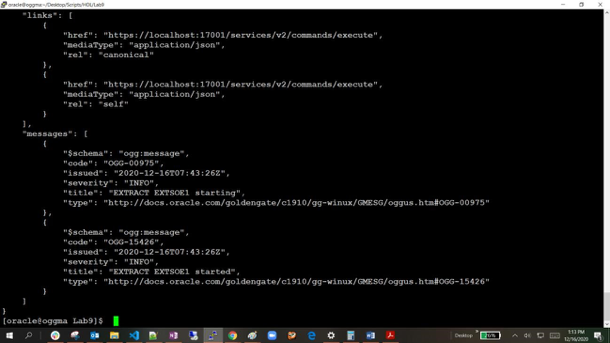 oracle@oggma:~/Desktop/Scripts/HOL/Lab9
"links": [
{
"href": "https://localhost:17001/services/v2/commands/execute",
"mediaType": "application/json",
"rel": "canonical"
},
{
"href": "https://localhost:17001/services/v2/commands/execute",
"mediaType": "application/json",
"rel": "self"
}
],
"messages": [
{
"$schema": "ogg:message",
"code": "OGG-00975",
"issued": "2020-12-16T07:43:26Z",
"severity": "INFO",
"title": "EXTRACT EXTSOE1 starting",
"type": "http://docs.oracle.com/goldengate/c1910/gg-winux/GMESG/oggus.htm#OGG-00975"
},
{
"$schema": "ogg:message",
"code": "OGG-15426",
"issued": "2020-12-16T07:43:26Z",
"severity": "INFO",
"title": "EXTRACT EXTSOE1 started",
"type": "http://docs.oracle.com/goldengate/c1910/gg-winux/GMESG/oggus.htm#OGG-15426"
}
]
}
[oracle@oggma Lab9]$
Desktop
1:13 PM
12/16/2020